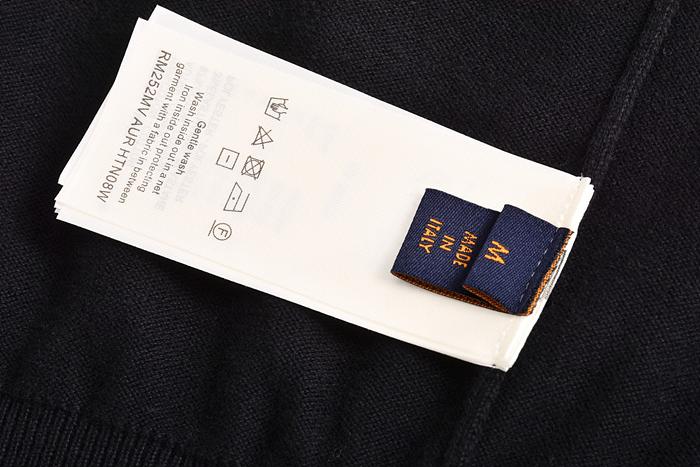 Gentle wash
Wash inside out in a net
Iron inside out protecting
garment with a fabric in between
RM252MV AUR HTN08W
F
M
MADE
IN
ITALY